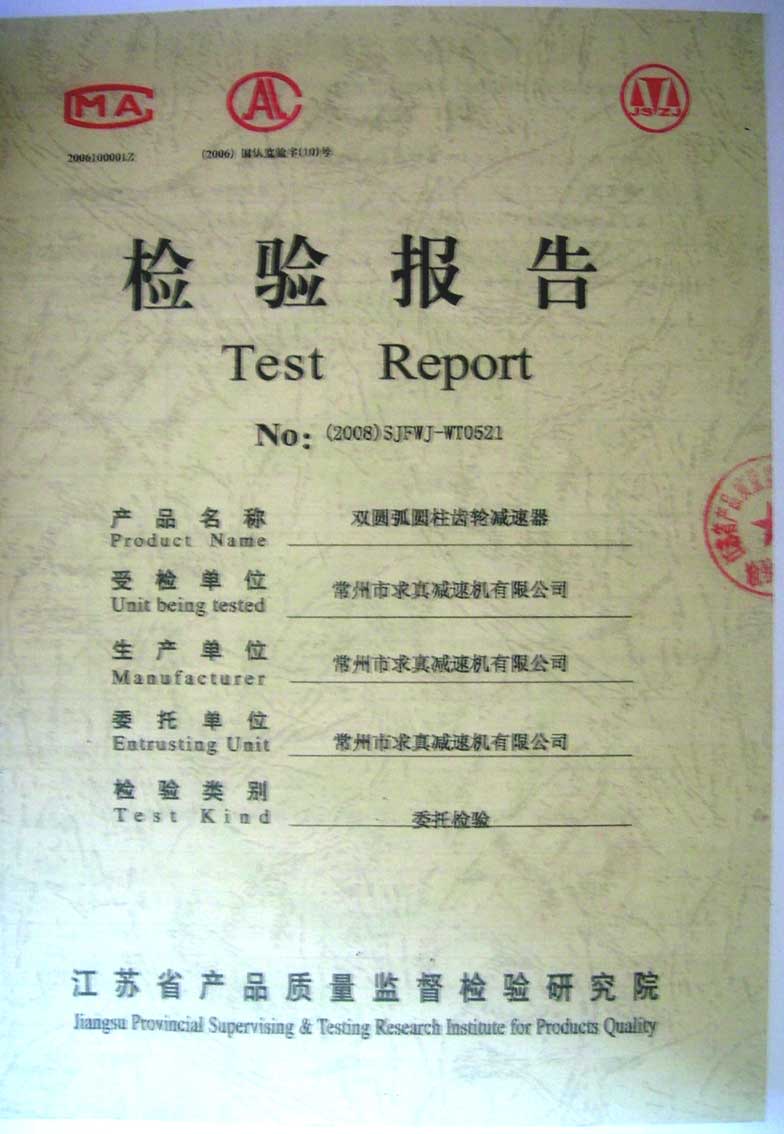 CMA
CAL
JSZJ
2006100001Z
(2006) 国认监验字(10)号
检 验 报 告
Test Report
No: (2008)SJFWJ-WT0521
产品名称 双圆弧圆柱齿轮减速器
Product Name
受检单位 常州市求真减速机有限公司
Unit being tested
生产单位 常州市求真减速机有限公司
Manufacturer
委托单位 常州市求真减速机有限公司
Entrusting Unit
检验类别 委托检验
Test Kind
江苏省产品质量监督检验研究院
Jiangsu Provincial Supervising & Testing Research Institute for Products Quality